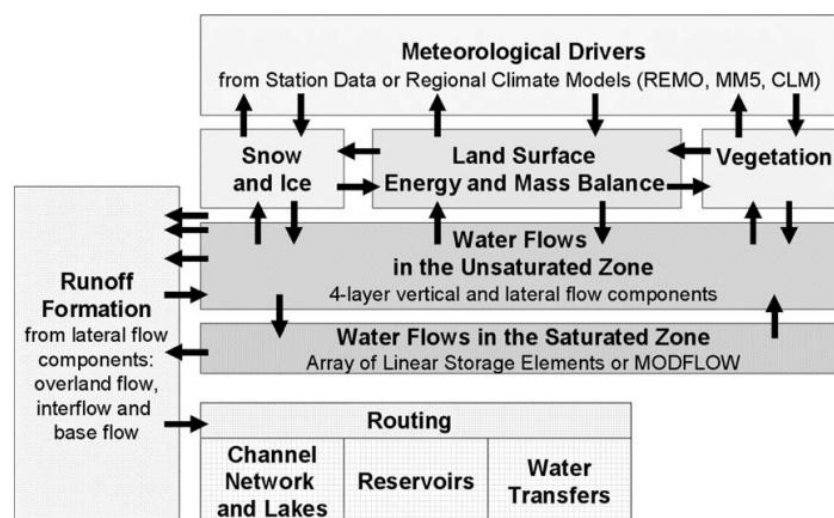 Meteorological Drivers
from Station Data or Regional Climate Models (REMO, MM5, CLM)
Snow
and Ice
Land Surface
Energy and Mass Balance
Vegetation
Water Flows
in the Unsaturated Zone
4-layer vertical and lateral flow components
Water Flows in the Saturated Zone
Array of Linear Storage Elements or MODFLOW
Runoff
Formation
from lateral flow
components:
overland flow,
interflow and
base flow
Routing
Channel
Network
and Lakes
Reservoirs
Water
Transfers